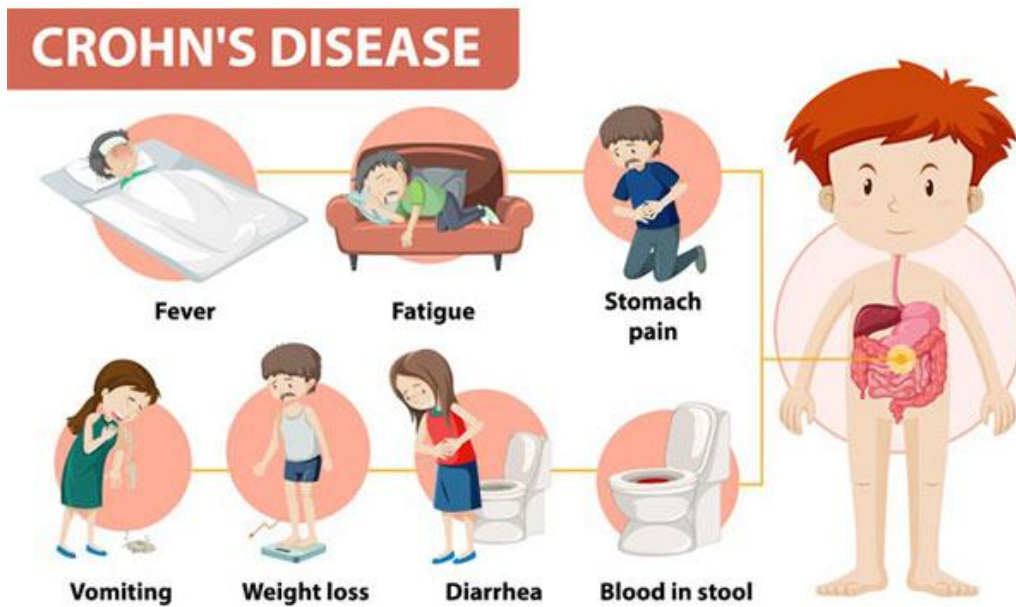 CROHN'S DISEASE
Fever
Fatigue
Stomach
pain
Vomiting
Weight loss
Diarrhea
Blood in stool